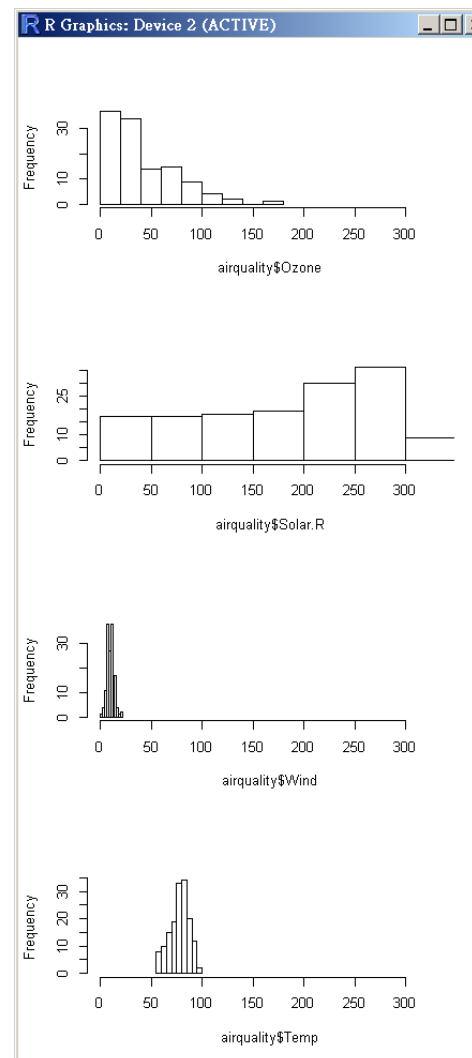 R Graphics: Device 2 (ACTIVE)
Frequency
0 10 30
0 50 100 150 200 250 300
airquality$Ozone
Frequency
0 10 25
0 50 100 150 200 250 300
airquality$Solar.R
Frequency
0 10 30
0 50 100 150 200 250 300
airquality$Wind
Frequency
0 10 20 30
0 50 100 150 200 250 300
airquality$Temp